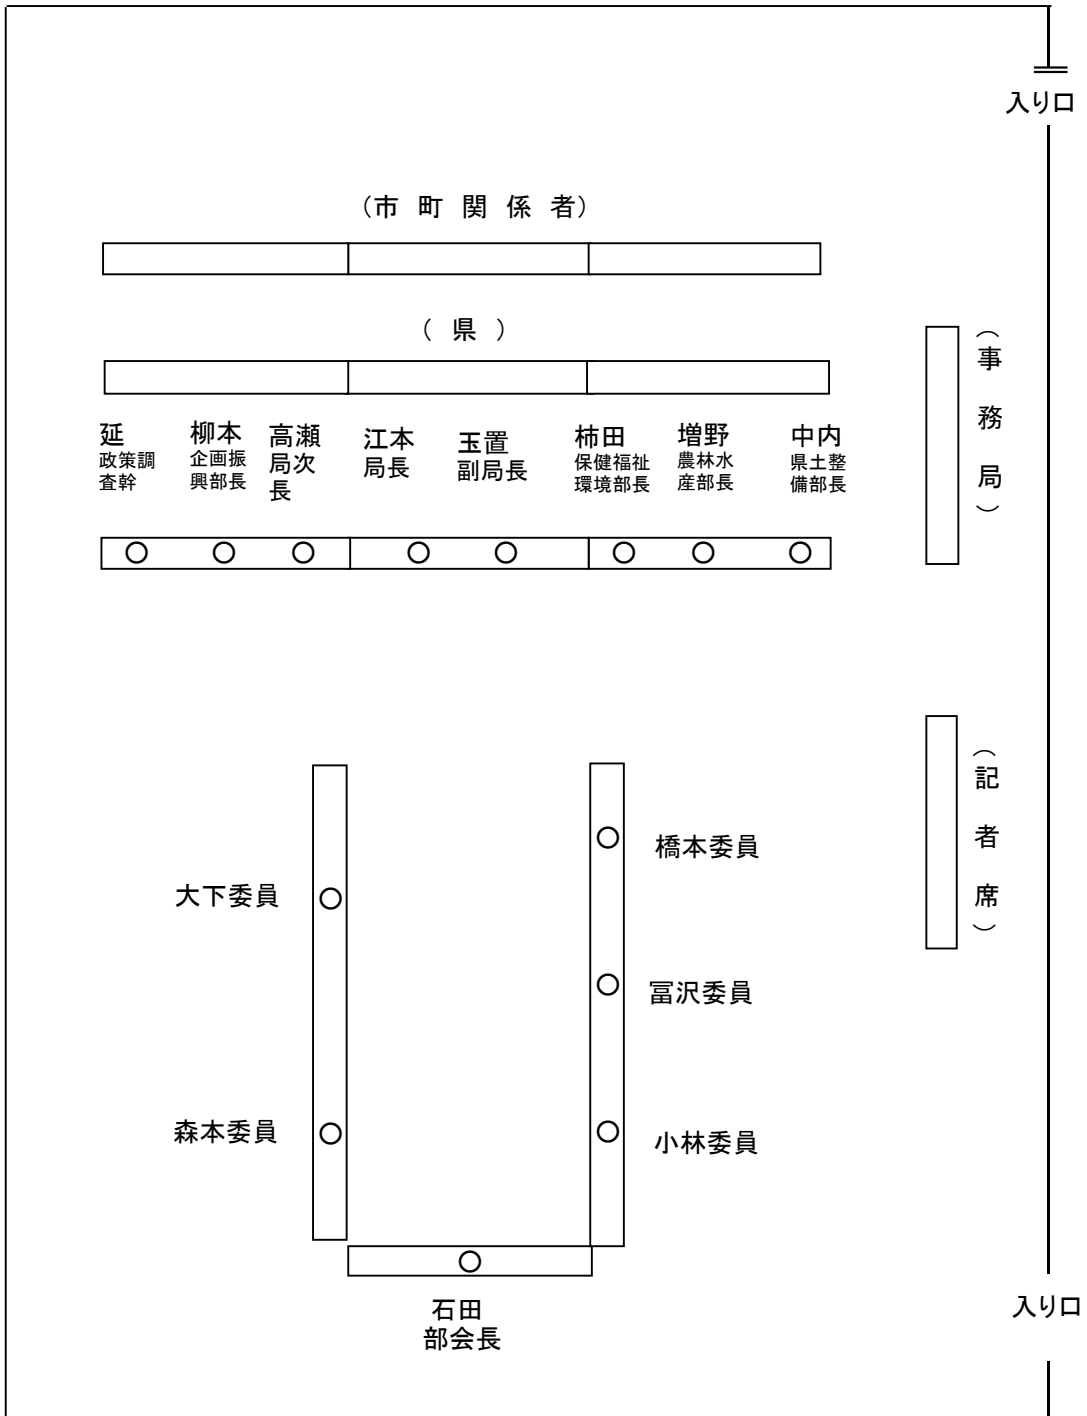 入り口
（市 町 関 係 者）
（ 県 ）
（事 務 局）
延
政策調
査幹
柳本
企画振
興部長
高瀬
局次
長
江本
局長
玉置
副局長
柿田
保健福祉
環境部長
増野
農林水
産部長
中内
県土整
備部長
（記 者 席）
橋本委員
大下委員
冨沢委員
森本委員
小林委員
石田
部会長
入り口